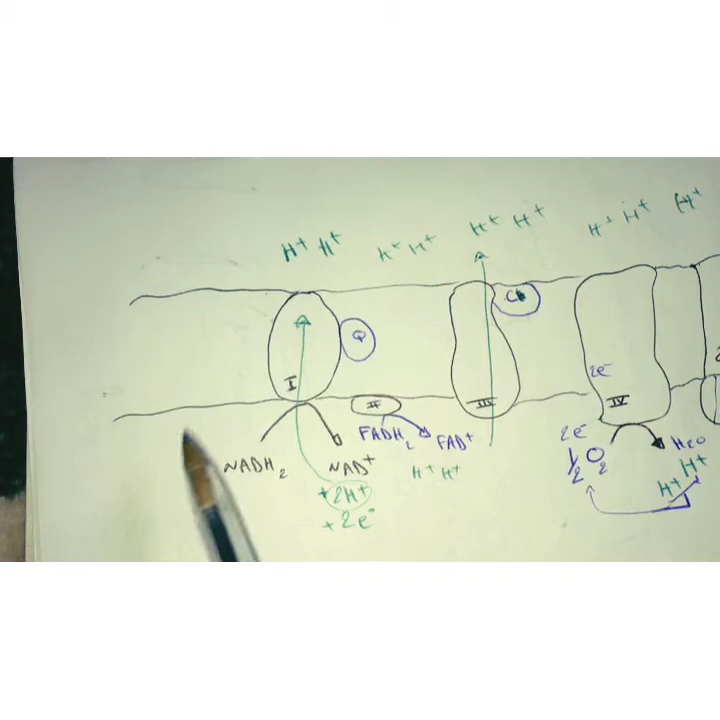 H+ H+
H+ H+
H+ H+
H+ H+
H+
Q
C
I
II
III
IV
2e-
NADH2
NAD+
+2H+
+2e-
FADH2
FAD+
H+ H+
2e-
1/2 O2
H2O
H+ H+